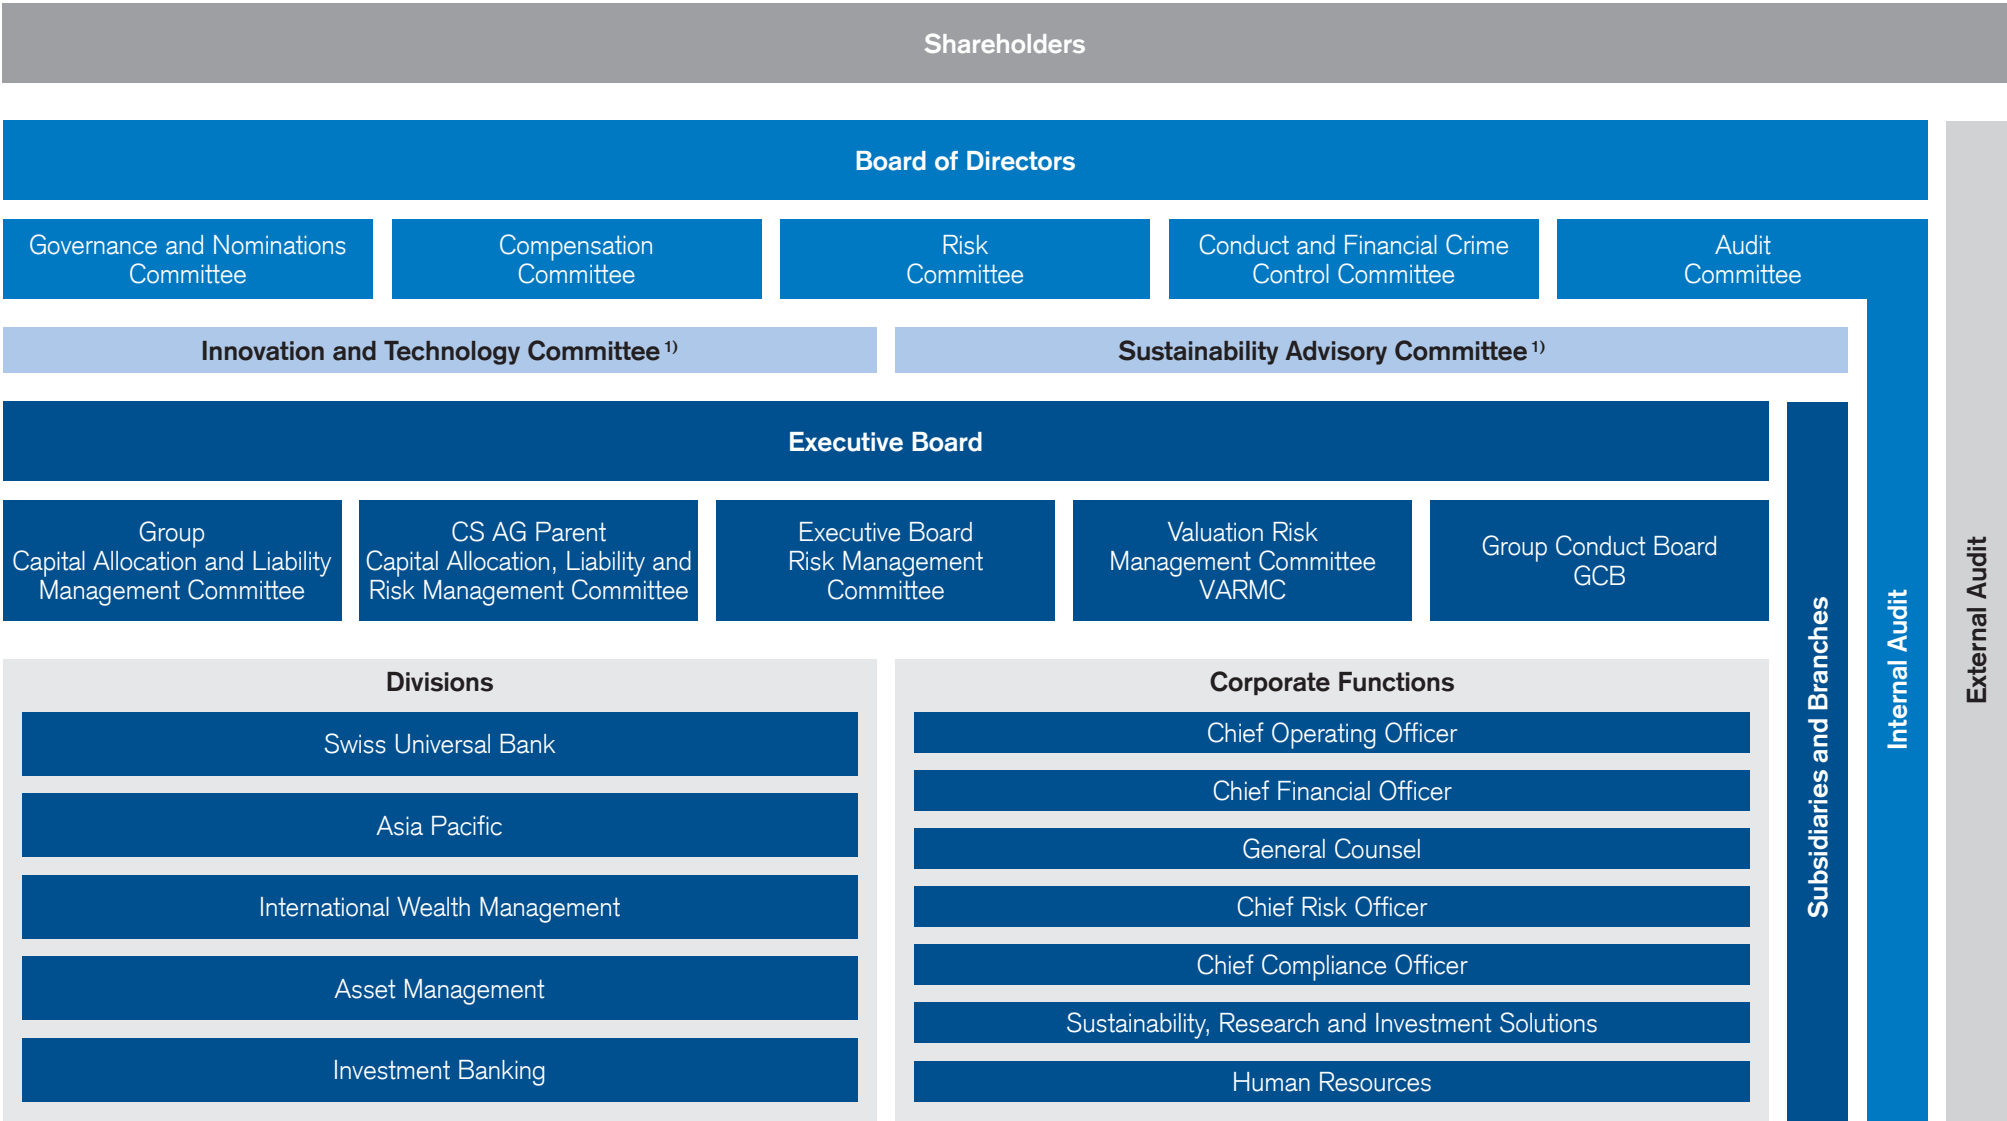 Shareholders
Board of Directors
Governance and Nominations
Committee
Compensation
Committee
Risk
Committee
Conduct and Financial Crime
Control Committee
Audit
Committee
Innovation and Technology Committee 1)
Sustainability Advisory Committee 1)
Executive Board
Group
Capital Allocation and Liability
Management Committee
CS AG Parent
Capital Allocation, Liability and
Risk Management Committee
Executive Board
Risk Management
Committee
Valuation Risk
Management Committee
VARMC
Group Conduct Board
GCB
Divisions
Swiss Universal Bank
Asia Pacific
International Wealth Management
Asset Management
Investment Banking
Corporate Functions
Chief Operating Officer
Chief Financial Officer
General Counsel
Chief Risk Officer
Chief Compliance Officer
Sustainability, Research and Investment Solutions
Human Resources
Subsidiaries and Branches
Internal Audit
External Audit